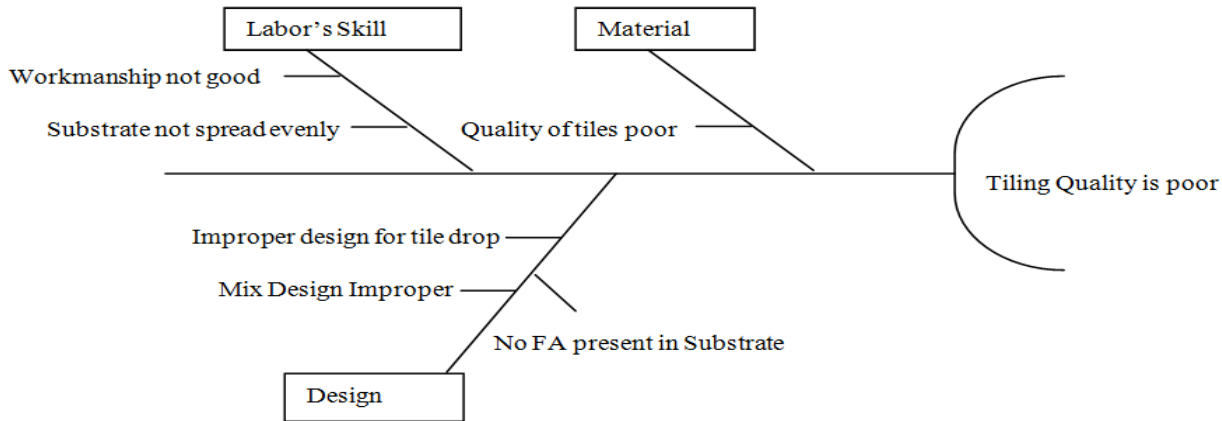 Labor’s Skill
Material
Workmanship not good
Substrate not spread evenly
Quality of tiles poor
Tiling Quality is poor
Improper design for tile drop
Mix Design Improper
No FA present in Substrate
Design